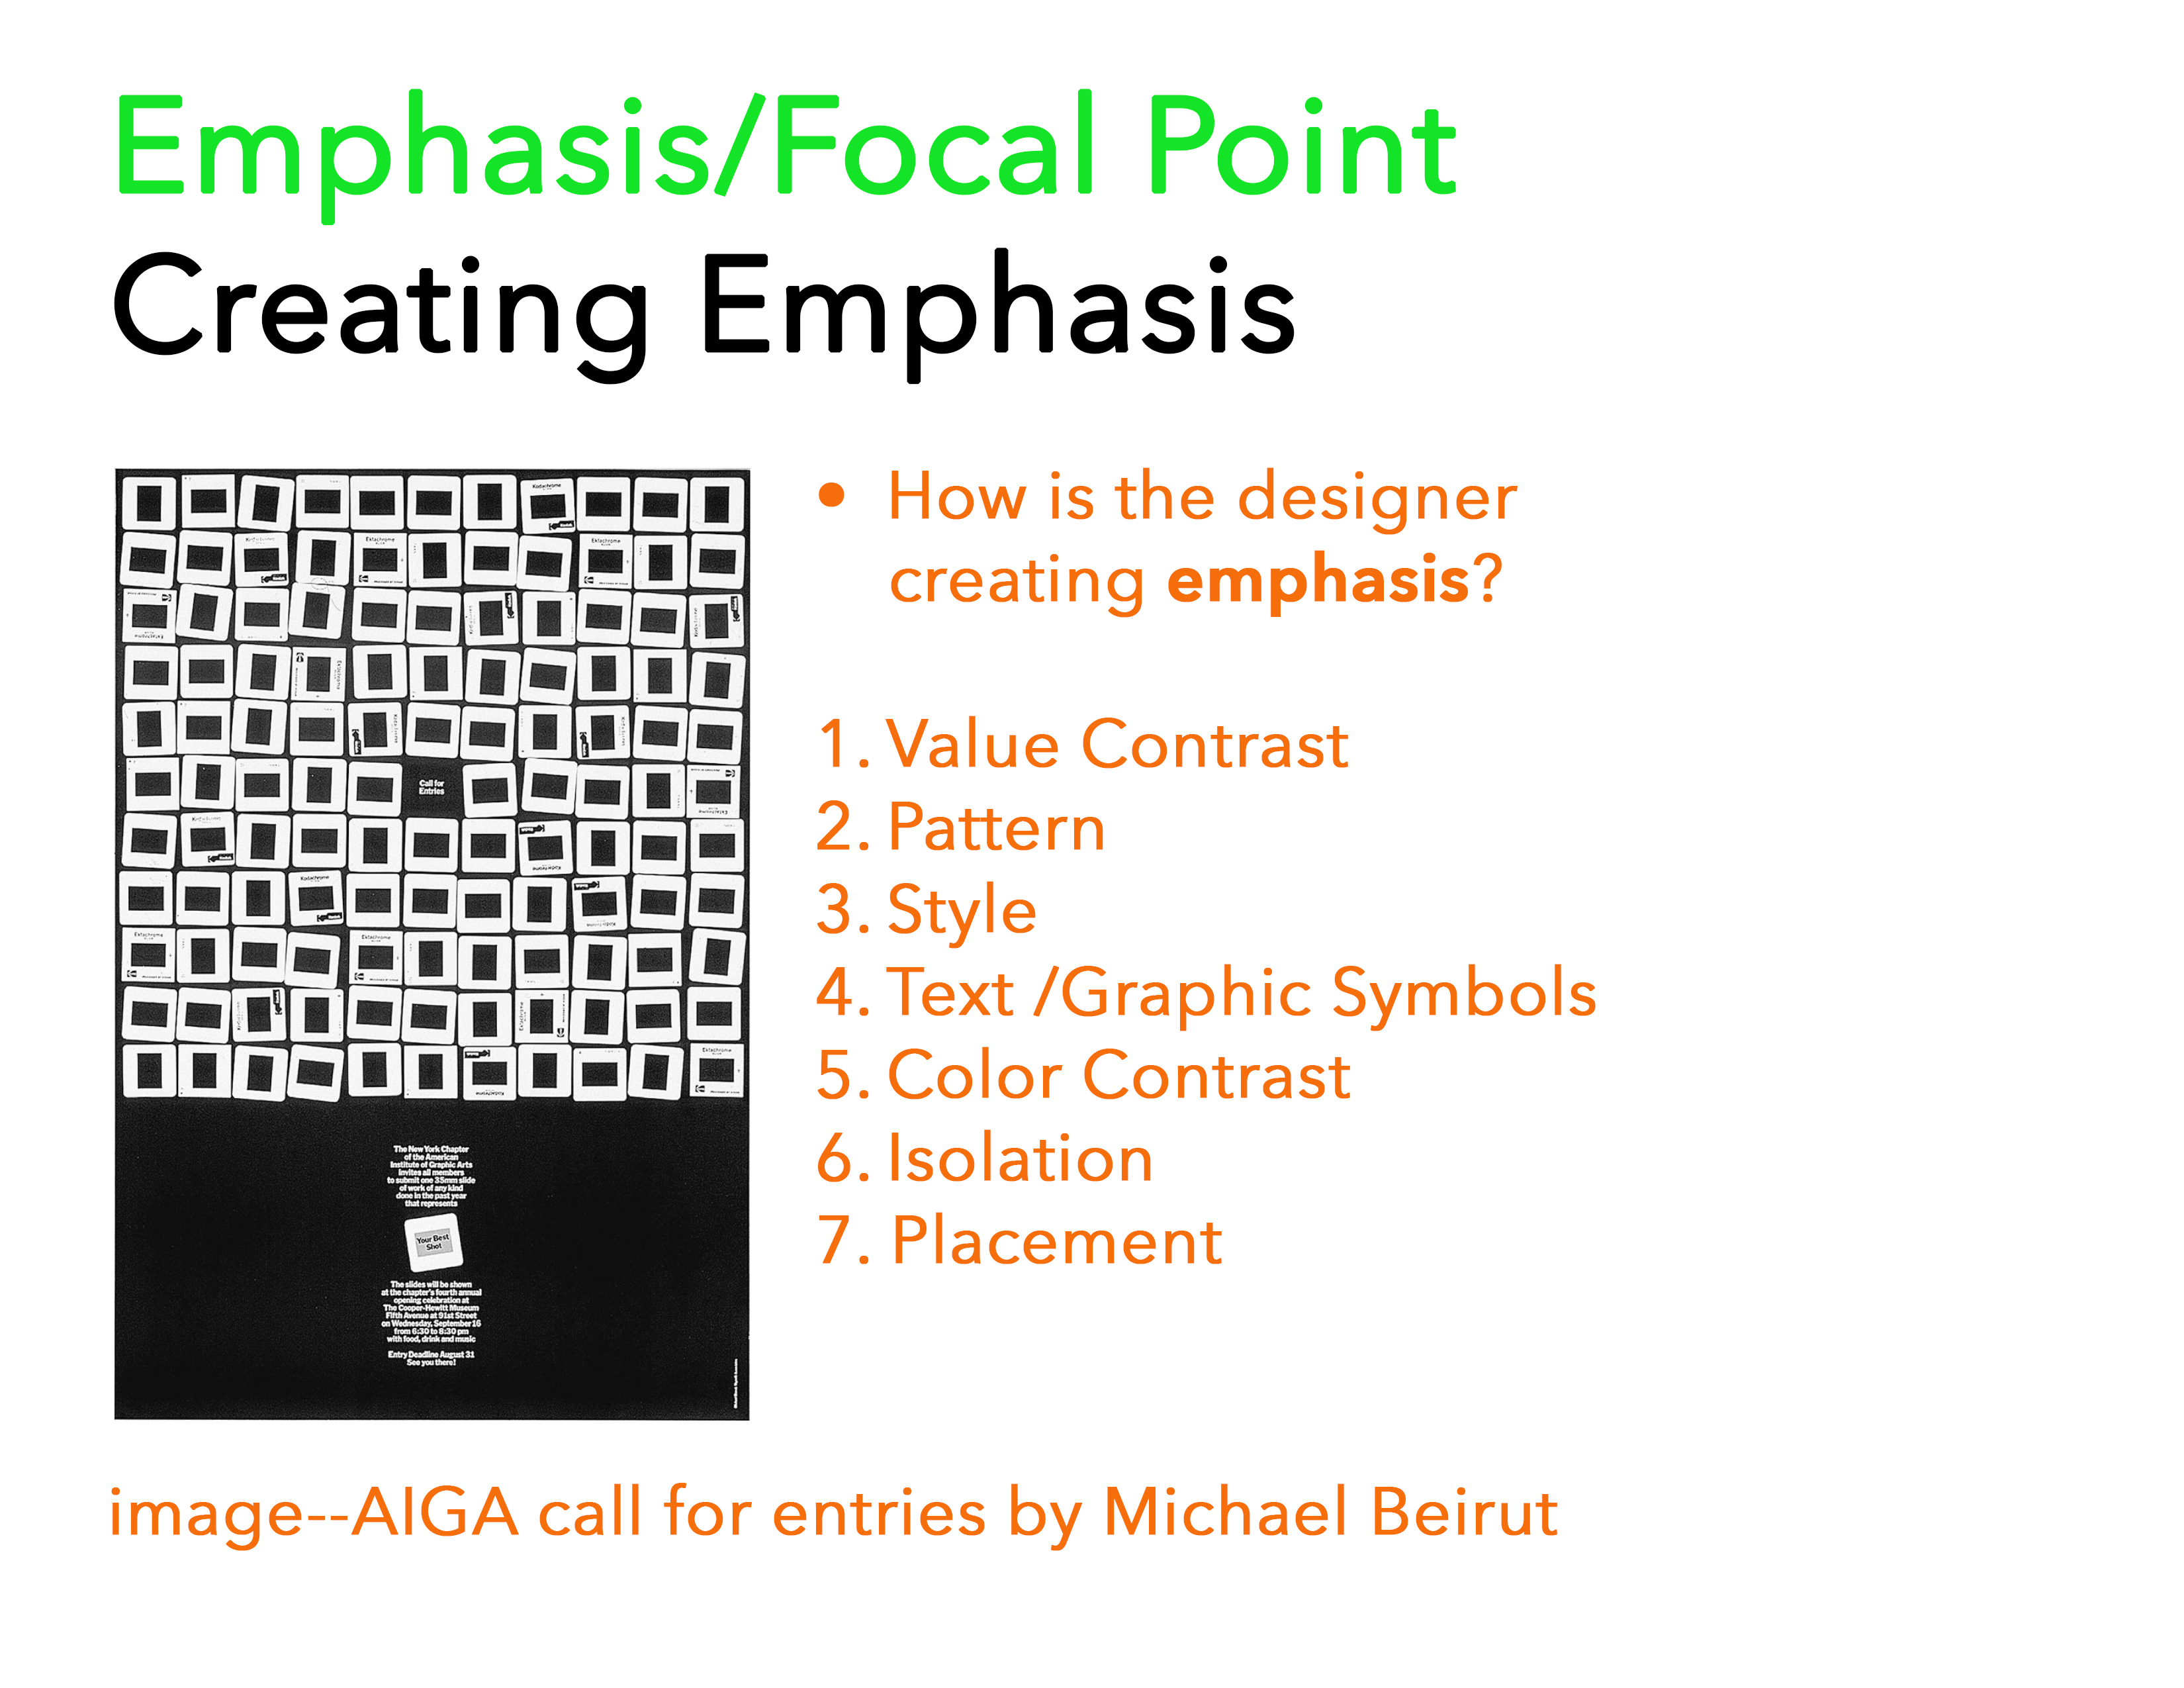 Emphasis/Focal Point
Creating Emphasis
• How is the designer
creating emphasis?
1. Value Contrast
2. Pattern
3. Style
4. Text /Graphic Symbols
5. Color Contrast
6. Isolation
7. Placement
Call for
Entries
The New York Chapter
of the American
Institute of Graphic Arts
invites all members
to submit one 35mm slide
of work of any kind
done in the past year
that represents
Your Best
Shot
The slides will be shown
at the chapter's fourth annual
opening celebration at
The Cooper-Hewitt Museum
Fifth Avenue at 91st Street
on Wednesday, September 16
from 6:30 to 8:30 pm
with food, drink and music
Entry Deadline August 31
See you there!
image--AIGA call for entries by Michael Beirut